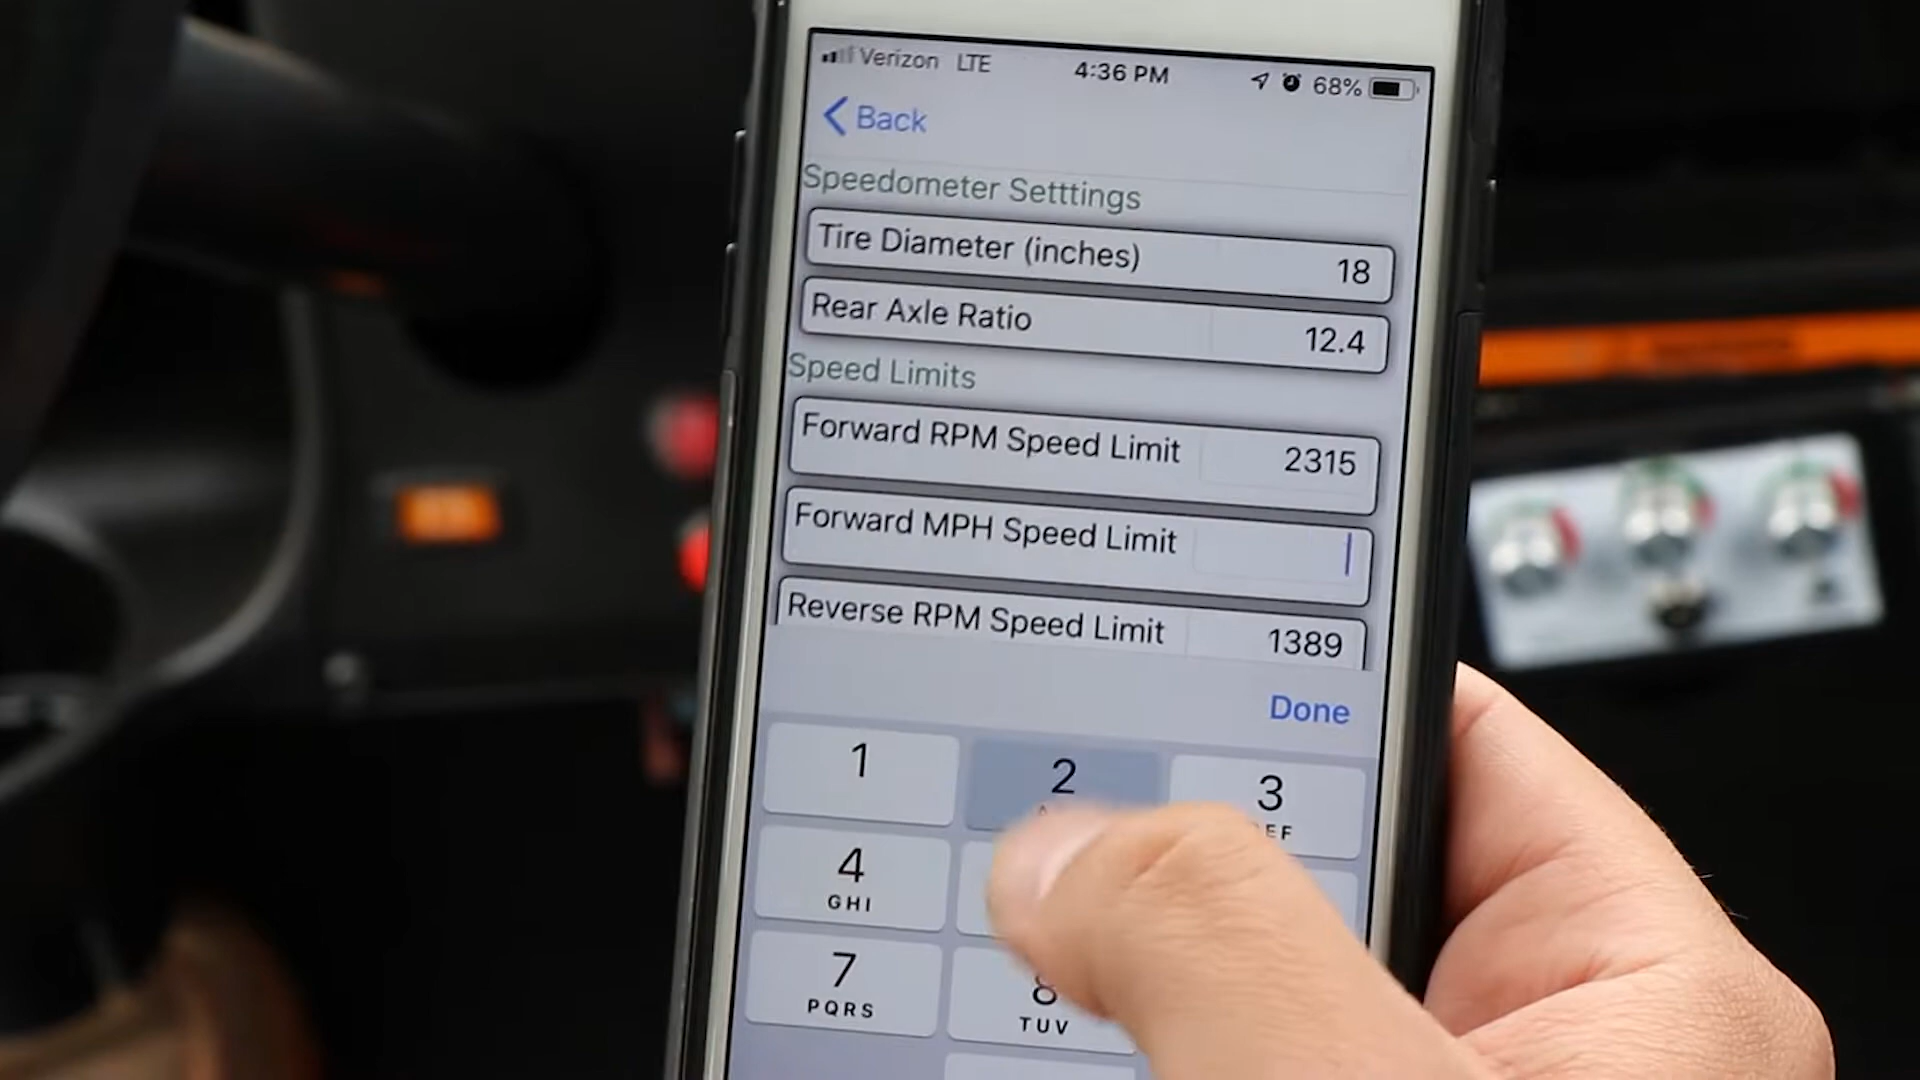 Verizon LTE 4:36 PM 68%
Back
Speedometer Setttings
Tire Diameter (inches) 18
Rear Axle Ratio 12.4
Speed Limits
Forward RPM Speed Limit 2315
Forward MPH Speed Limit
Reverse RPM Speed Limit 1389
Done
1 2 3
EF
4
GHI
7 8
PQRS TUV